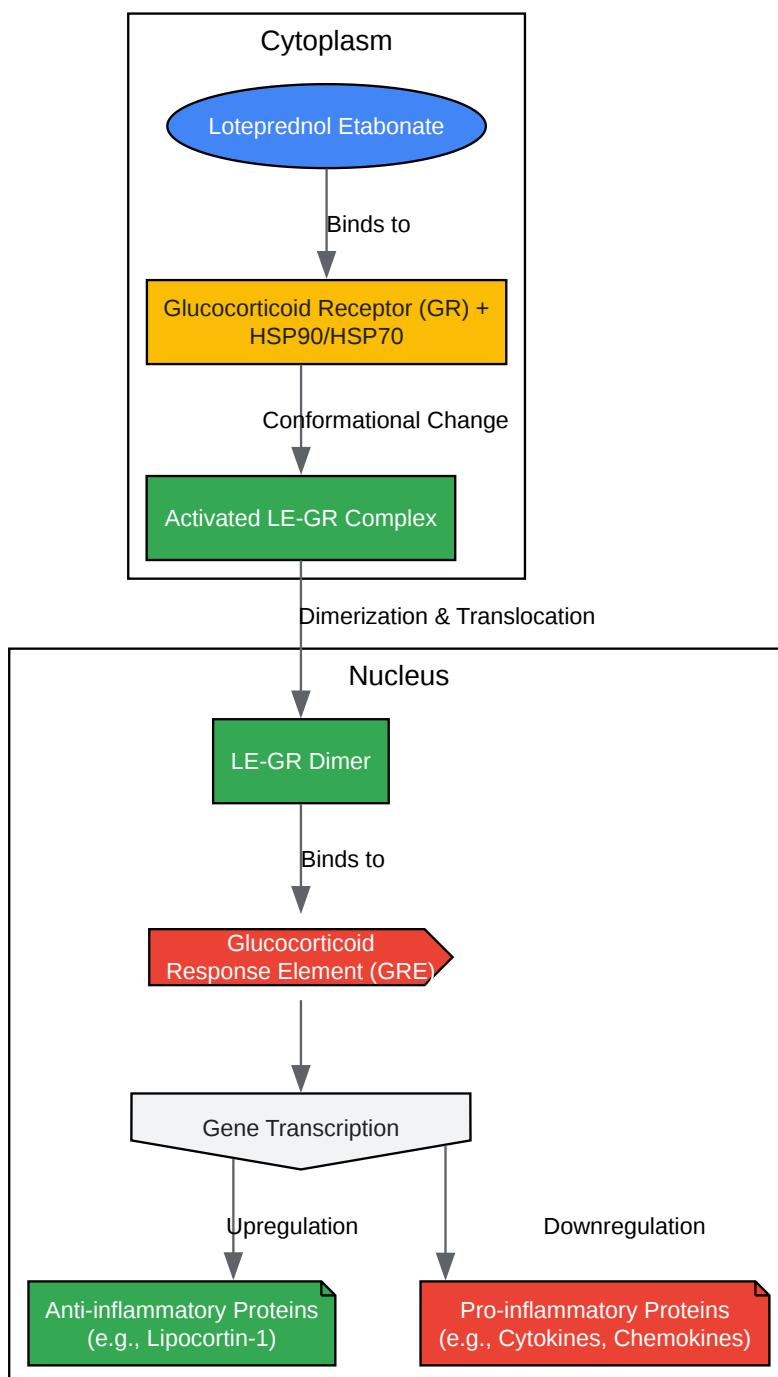 Cytoplasm
Loteprednol Etabonate
Binds to
Glucocorticoid Receptor (GR) +
HSP90/HSP70
Conformational Change
Activated LE-GR Complex
Dimerization & Translocation
Nucleus
LE-GR Dimer
Binds to
Glucocorticoid
Response Element (GRE)
Gene Transcription
Upregulation
Downregulation
Anti-inflammatory Proteins
(e.g., Lipocortin-1)
Pro-inflammatory Proteins
(e.g., Cytokines, Chemokines)